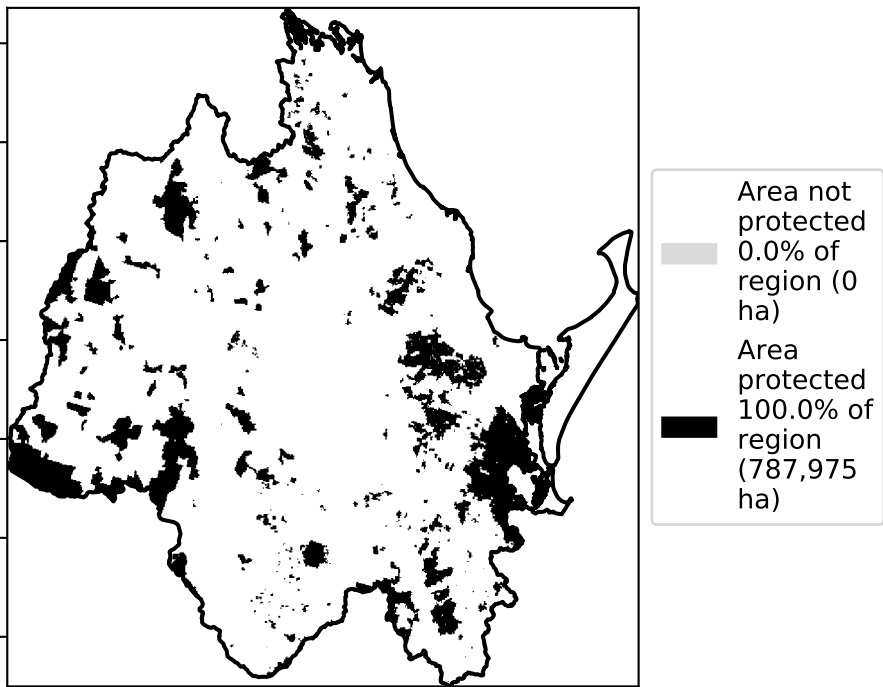 Area not
protected
0.0% of
region (0
ha)
Area
protected
100.0% of
region
(787,975
ha)